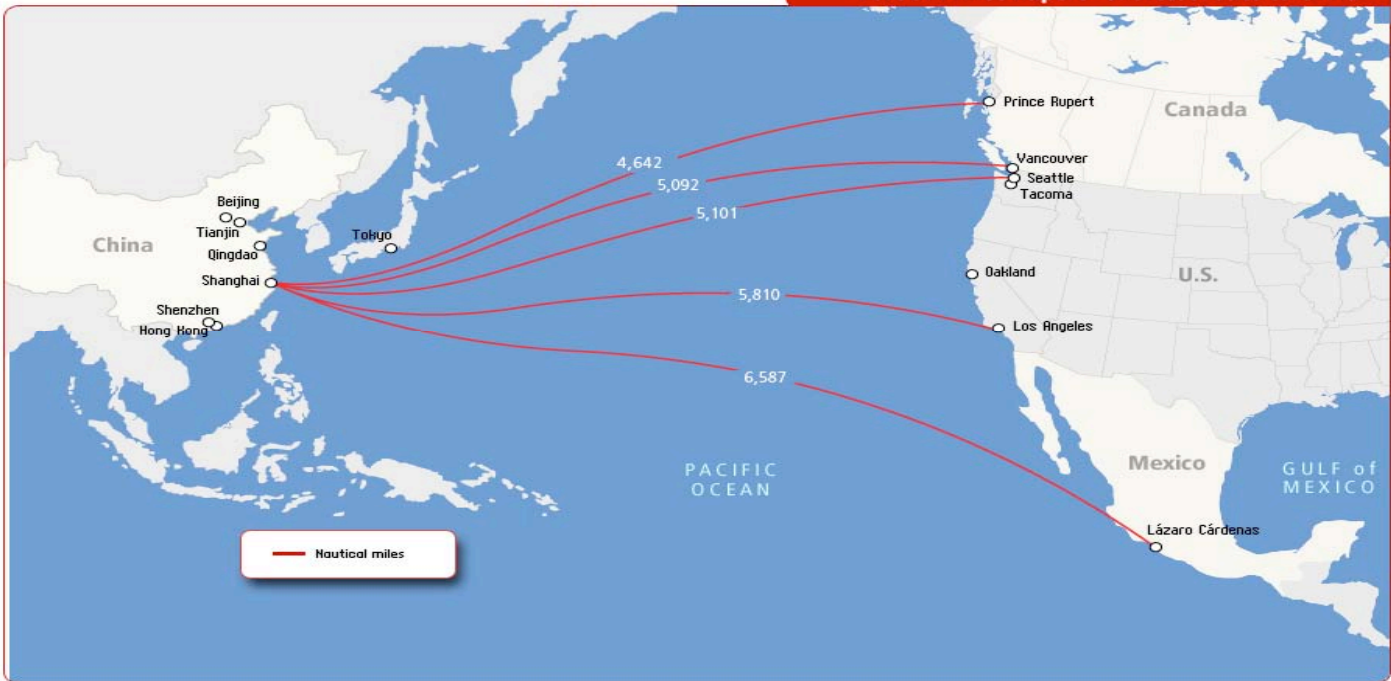 Prince Rupert
Canada
4,642
Vancouver
5,092
Seattle
Tacoma
Beijing
5,101
Tianjin
Tokyo
China
Qingdao
Oakland
U.S.
Shanghai
5,810
Shenzhen
Los Angeles
Hong Kong
6,587
Mexico
PACIFIC
OCEAN
GULF of
MEXICO
Lázaro Cárdenas
Nautical miles